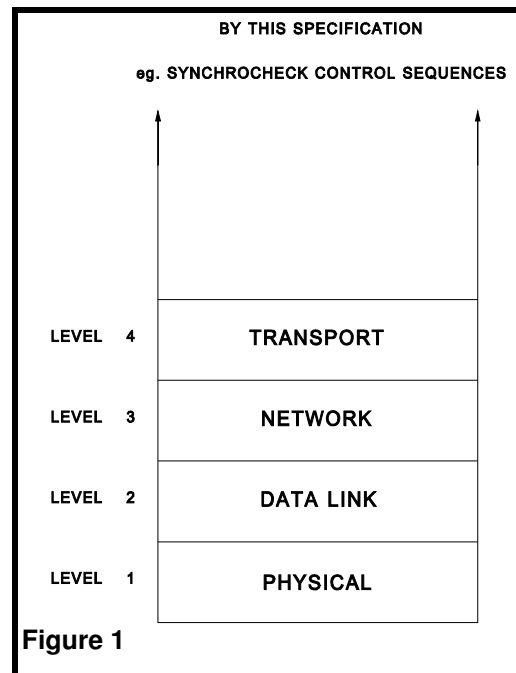 BY THIS SPECIFICATION
eg. SYNCHROCHECK CONTROL SEQUENCES
LEVEL 4 TRANSPORT
LEVEL 3 NETWORK
LEVEL 2 DATA LINK
LEVEL 1 PHYSICAL
Figure 1